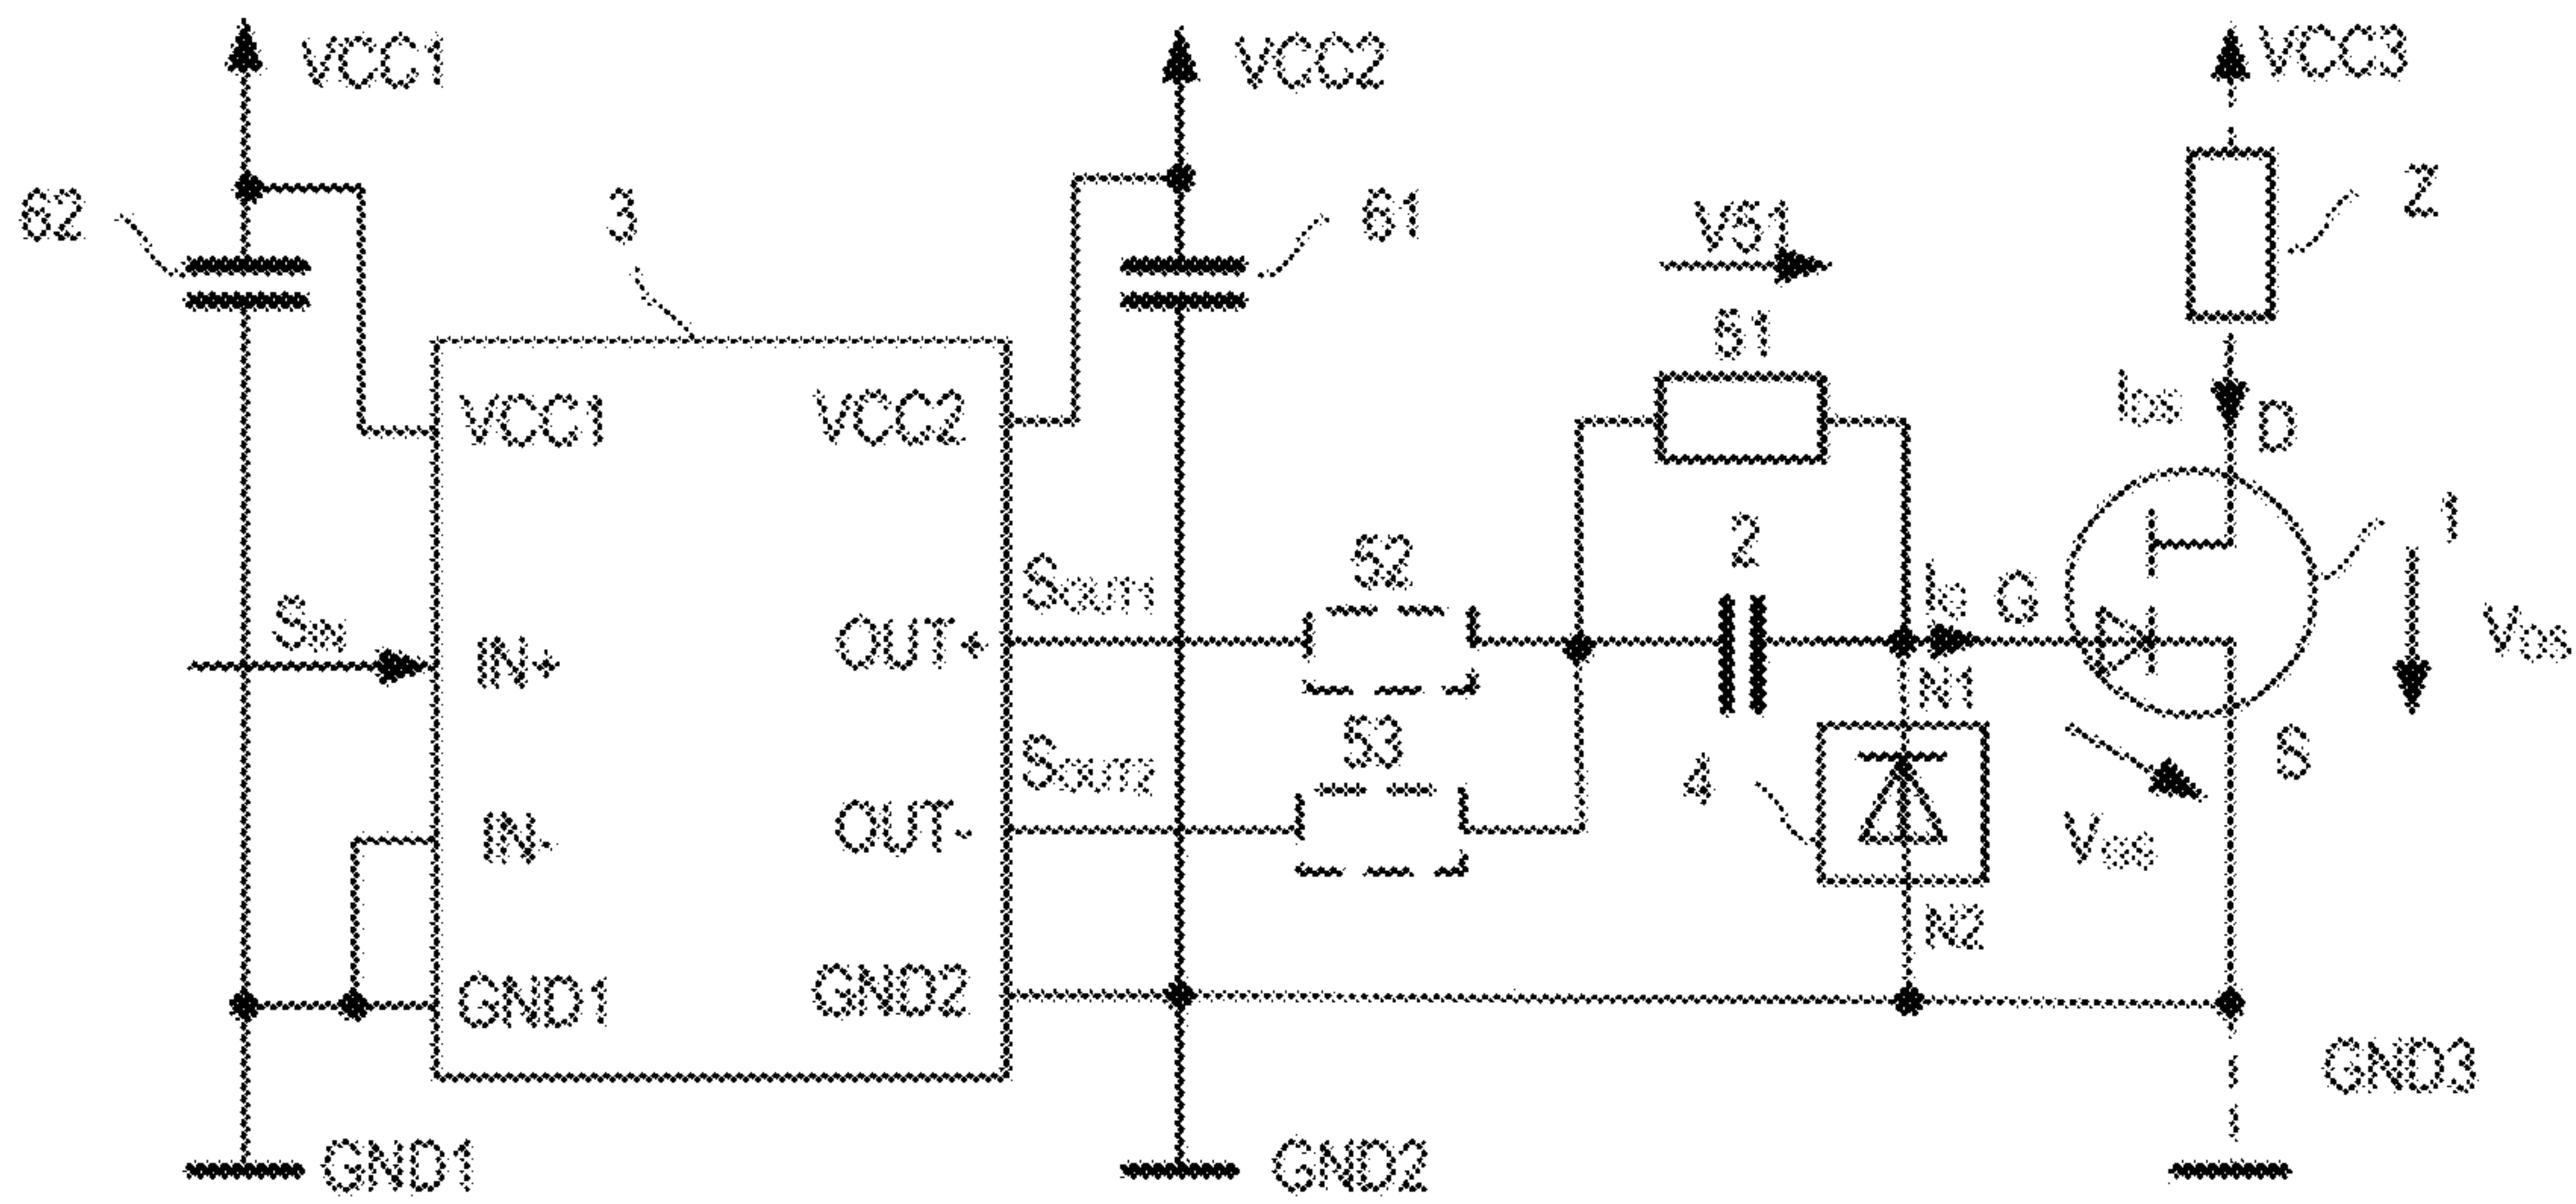 VCC1
VCC2
VCC3
62
3
61
V51
Z
51
VCC1
VCC2
IDS
D
1
2
52
SOUT1
SIN
IN+
OUT+
IG
G
VDS
N1
53
SOUT2
4
S
IN-
OUT-
VGS
N2
GND1
GND2
GND3
GND1
GND2